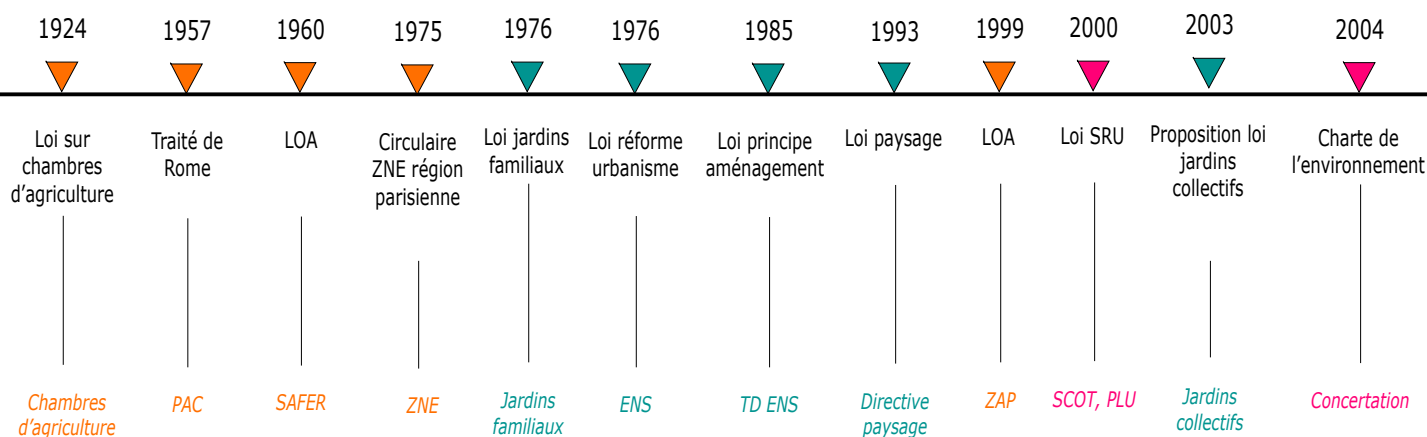 1924
1957
1960
1975
1976
1976
1985
1993
1999
2000
2003
2004
Loi sur
chambres
d'agriculture
Traité de
Rome
LOA
Circulaire
ZNE région
parisienne
Loi jardins
familiaux
Loi réforme
urbanisme
Loi principe
aménagement
Loi paysage
LOA
Loi SRU
Proposition loi
jardins
collectifs
Charte de
l'environnement
Chambres
d'agriculture
PAC
SAFER
ZNE
Jardins
familiaux
ENS
TD ENS
Directive
paysage
ZAP
SCOT, PLU
Jardins
collectifs
Concertation